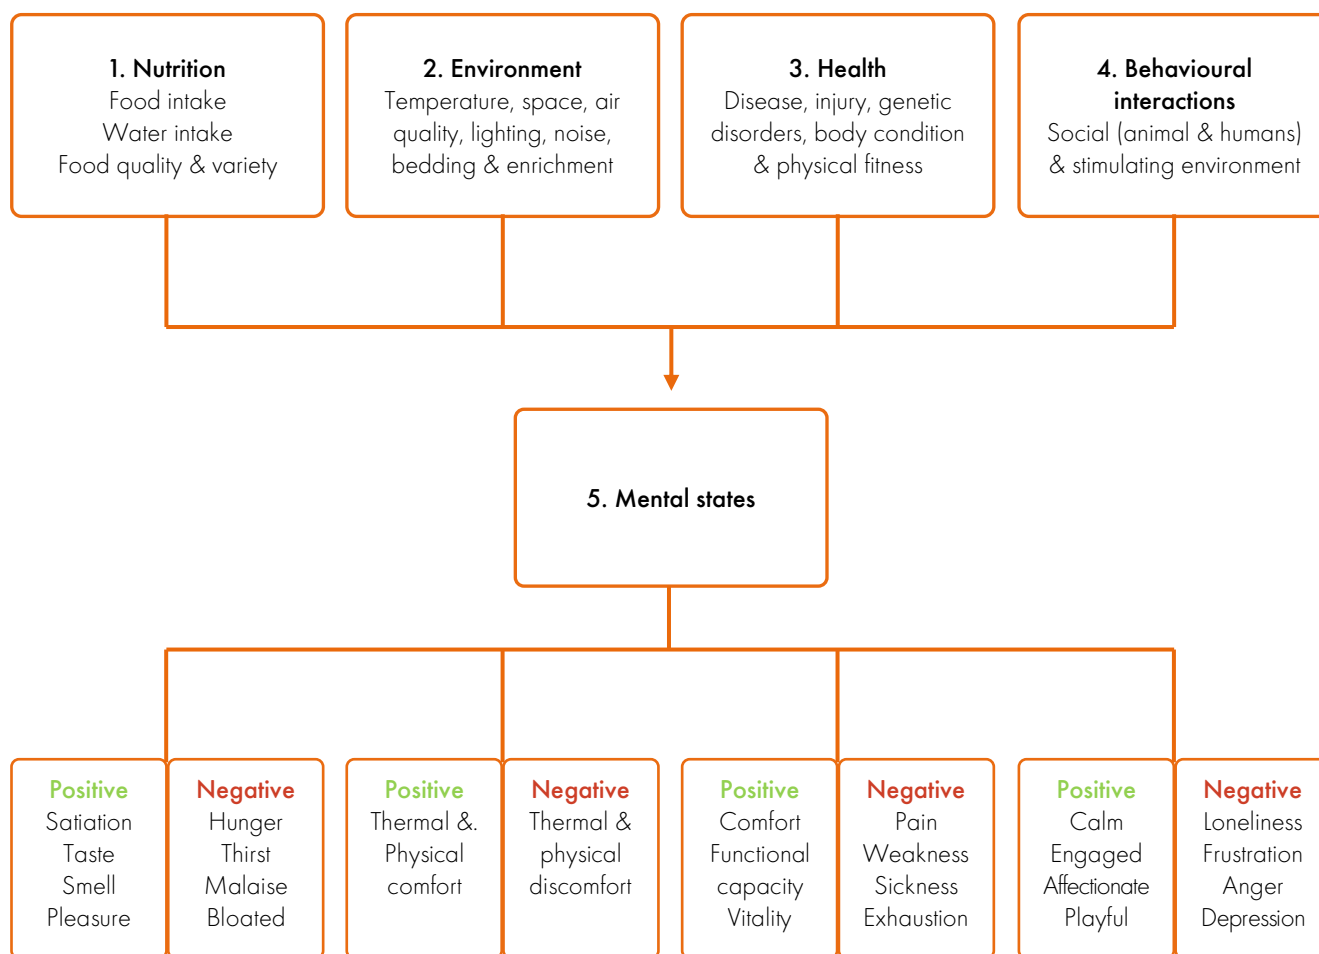 1. Nutrition
Food intake
Water intake
Food quality & variety
2. Environment
Temperature, space, air
quality, lighting, noise,
bedding & enrichment
3. Health
Disease, injury, genetic
disorders, body condition
& physical fitness
4. Behavioural
interactions
Social (animal & humans)
& stimulating environment
5. Mental states
Positive
Satiation
Taste
Smell
Pleasure
Negative
Hunger
Thirst
Malaise
Bloated
Positive
Thermal &.
Physical
comfort
Negative
Thermal &
physical
discomfort
Positive
Comfort
Functional
capacity
Vitality
Negative
Pain
Weakness
Sickness
Exhaustion
Positive
Calm
Engaged
Affectionate
Playful
Negative
Loneliness
Frustration
Anger
Depression